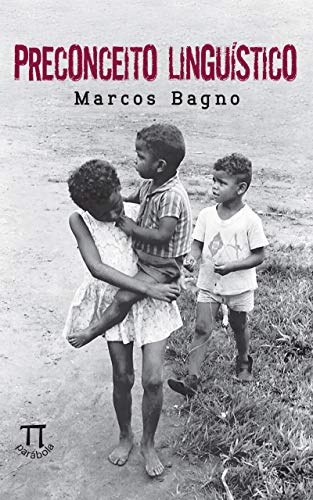 PRECONCEITO LINGUÍSTICO
Marcos Bagno
parábola